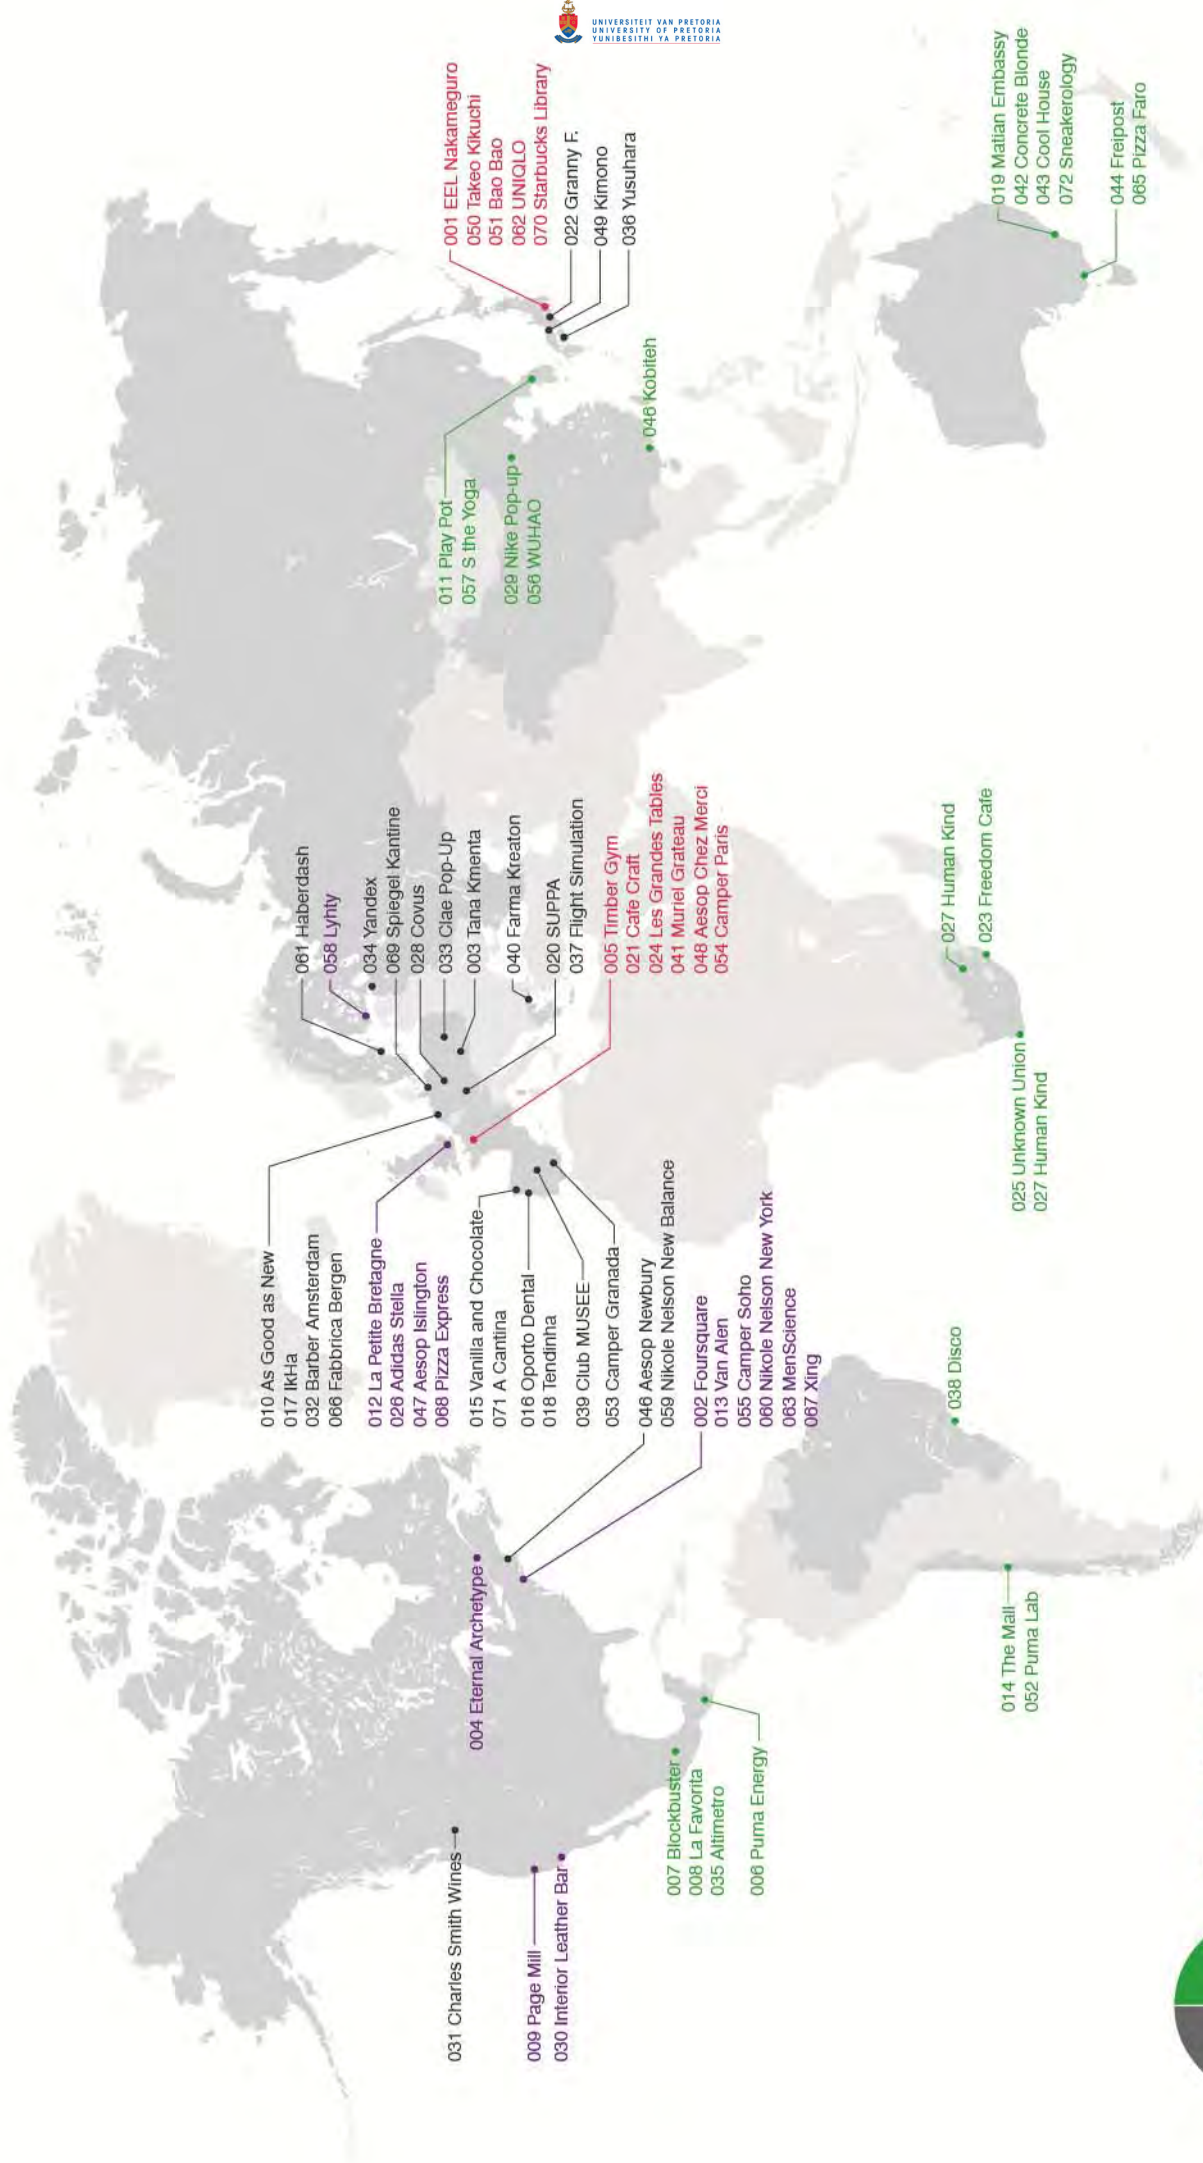 UNIVERSITEIT VAN PRETORIA
UNIVERSITY OF PRETORIA
YUNIBESITHI YA PRETORIA
031 Charles Smith Wines
009 Page Mill
030 Interior Leather Bar
004 Eternal Archetype
007 Blockbuster
008 La Favorita
035 Altimetro
006 Puma Energy
014 The Mall
052 Puma Lab
038 Disco
010 As Good as New
017 IkHa
032 Barber Amsterdam
066 Fabbrica Bergen
012 La Petite Bretagne
026 Adidas Stella
047 Aesop Islington
068 Pizza Express
015 Vanilla and Chocolate
071 A Cantina
016 Oporto Dental
018 Tendinha
039 Club MUSEE
053 Camper Granada
046 Aesop Newbury
059 Nikole Nelson New Balance
002 Foursquare
013 Van Alen
055 Camper Soho
060 Nikole Nelson New York
063 MenScience
067 Xing
061 Haberdash
058 Lyhty
034 Yandex
069 Spiegel Kantine
028 Covus
033 Clae Pop-Up
003 Tana Kmenta
040 Farma Kreaton
020 SUPPA
037 Flight Simulation
005 Timber Gym
021 Cafe Craft
024 Les Grandes Tables
041 Muriel Grateau
048 Aesop Chez Merci
054 Camper Paris
027 Human Kind
023 Freedom Cafe
025 Unknown Union
027 Human Kind
011 Play Pot
057 S the Yoga
029 Nike Pop-up
056 WUHAO
046 Kobiteh
001 EEL Nakameguro
050 Takeo Kikuchi
051 Bao Bao
062 UNIQLO
070 Starbucks Library
022 Granny F.
049 Kimono
036 Yusuhara
019 Matian Embassy
042 Concrete Blonde
043 Cool House
072 Sneakerology
044 Freipost
065 Pizza Faro